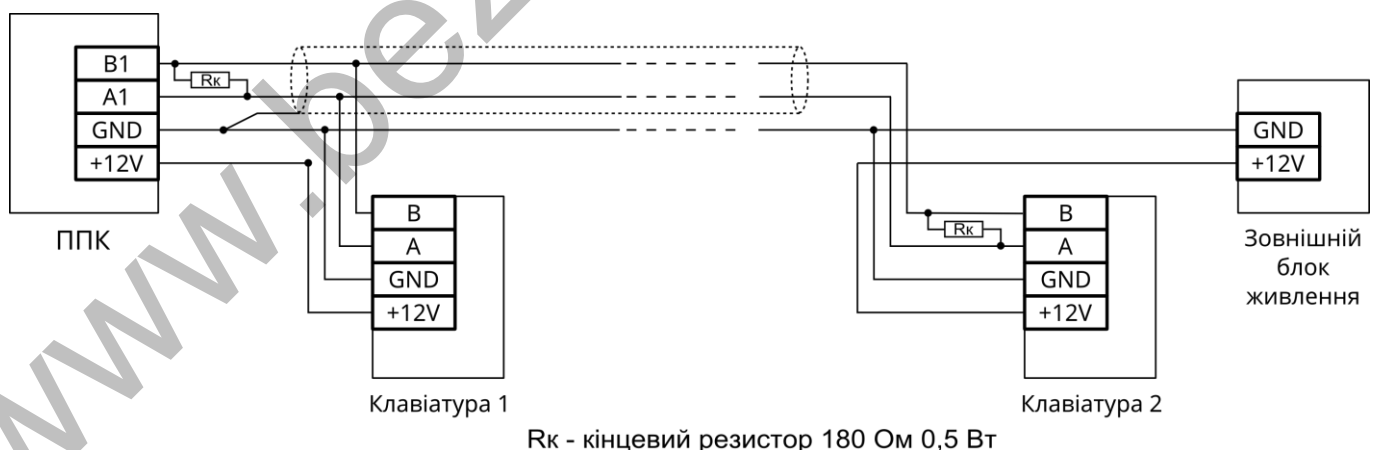 B1
Rк
A1
GND
+12V
ППК
B
A
GND
+12V
Клавіатура 1
B
Rк
A
GND
+12V
Клавіатура 2
GND
+12V
Зовнішній
блок
живлення
Rк - кінцевий резистор 180 Ом 0,5 Вт
www.bez